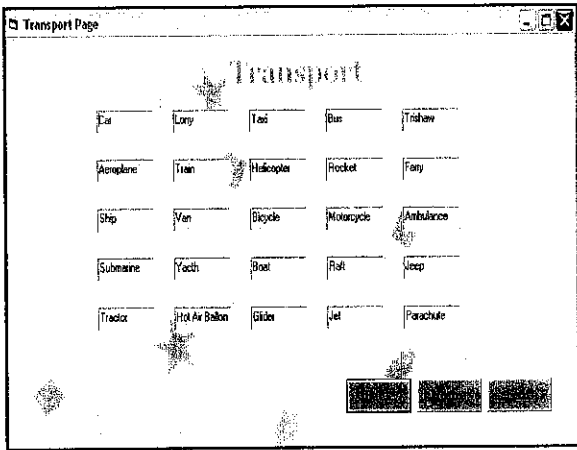 Transport Page
Transport
Car Lorry Taxi Bus Trishaw
Aeroplane Train Helicopter Rocket Ferry
Ship Van Bicycle Motorcycle Ambulance
Submarine Yacth Boat Raft Jeep
Tractor Hot Air Ballon Glider Jet Parachute